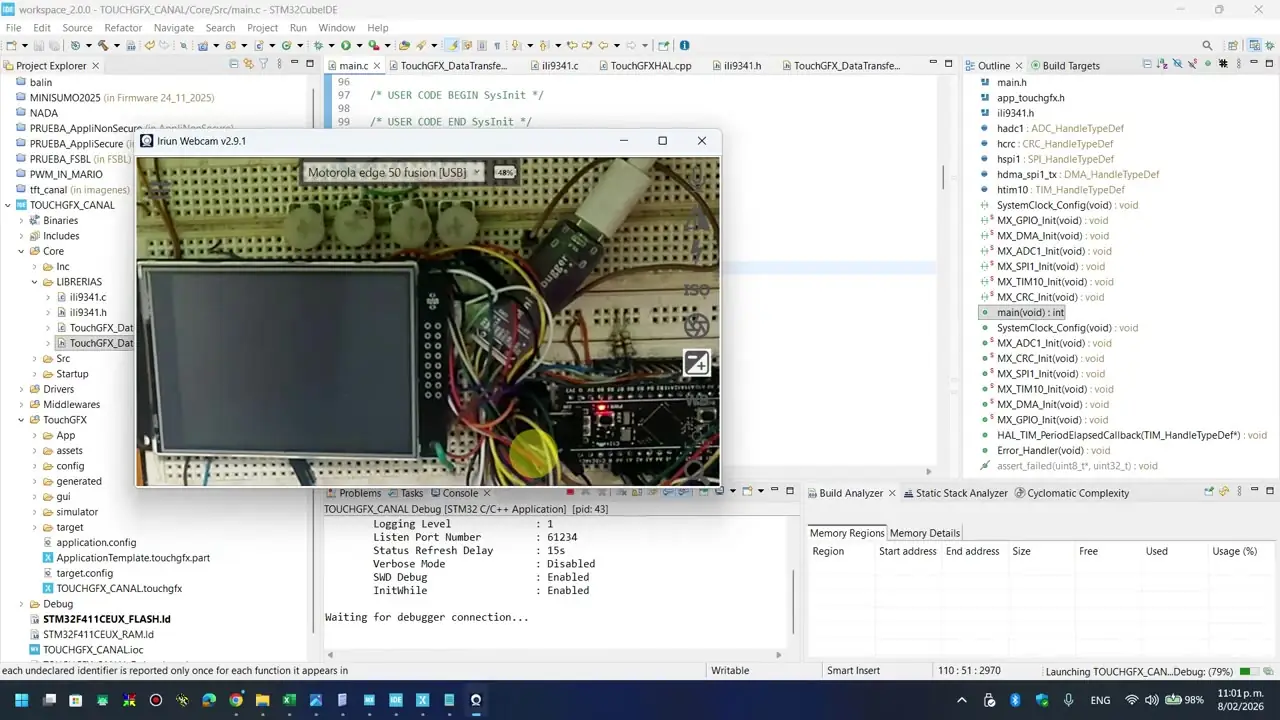 workspace_2.0.0 - TOUCHGFX_CANAL/Core/Src/main.c - STM32CubeIDE
File Edit Source Refactor Navigate Search Project Run Window Help
Project Explorer
balin
MINISUMO2025 (in Firmware 24_11_2025)
NADA
PRUEBA_AppliNonSecure (in AppliNonSecure)
PRUEBA_AppliSecure
PRUEBA_FSBL (in FSBL)
PWM_IN_MARIO
tft_canal (in imagenes)
TOUCHGFX_CANAL
Binaries
Includes
Core
Inc
LIBRERIAS
ili9341.c
ili9341.h
TouchGFX_Dat
TouchGFX_Dat
Src
Startup
Drivers
Middlewares
TouchGFX
App
assets
config
generated
gui
simulator
target
application.config
ApplicationTemplate.touchgfx.part
target.config
TOUCHGFX_CANAL.touchgfx
Debug
STM32F411CEUX_FLASH.ld
STM32F411CEUX_RAM.ld
TOUCHGFX_CANAL.ioc
main.c TouchGFX_DataTransfe... ili9341.c TouchGFXHAL.cpp ili9341.h TouchGFX_DataTransfe...
96
97 /* USER CODE BEGIN SysInit */
98
99 /* USER CODE END SysInit */
Iriun Webcam v2.9.1
Motorola edge 50 fusion [USB] 48%
ISO
Problems Tasks Console
TOUCHGFX_CANAL Debug [STM32 C/C++ Application] [pid: 43]
Logging Level : 1
Listen Port Number : 61234
Status Refresh Delay : 15s
Verbose Mode : Disabled
SWD Debug : Enabled
InitWhile : Enabled
Waiting for debugger connection...
Outline Build Targets
main.h
app_touchgfx.h
ili9341.h
hadc1 : ADC_HandleTypeDef
hcrc : CRC_HandleTypeDef
hspi1 : SPI_HandleTypeDef
hdma_spi1_tx : DMA_HandleTypeDef
htim10 : TIM_HandleTypeDef
SystemClock_Config(void) : void
MX_GPIO_Init(void) : void
MX_DMA_Init(void) : void
MX_ADC1_Init(void) : void
MX_SPI1_Init(void) : void
MX_TIM10_Init(void) : void
MX_CRC_Init(void) : void
main(void) : int
SystemClock_Config(void) : void
MX_ADC1_Init(void) : void
MX_CRC_Init(void) : void
MX_SPI1_Init(void) : void
MX_TIM10_Init(void) : void
MX_DMA_Init(void) : void
MX_GPIO_Init(void) : void
HAL_TIM_PeriodElapsedCallback(TIM_HandleTypeDef*) : void
Error_Handler(void) : void
assert_failed(uint8_t*, uint32_t) : void
Build Analyzer Static Stack Analyzer Cyclomatic Complexity
Memory Regions Memory Details
Region Start address End address Size Free Used Usage (%)
each undeclared identifier is reported only once for each function it appears in
Writable Smart Insert 110 : 51 : 2970 Launching TOUCHGFX_CAN...Debug: (79%)
ENG 98% 11:01 p. m.
8/02/2026